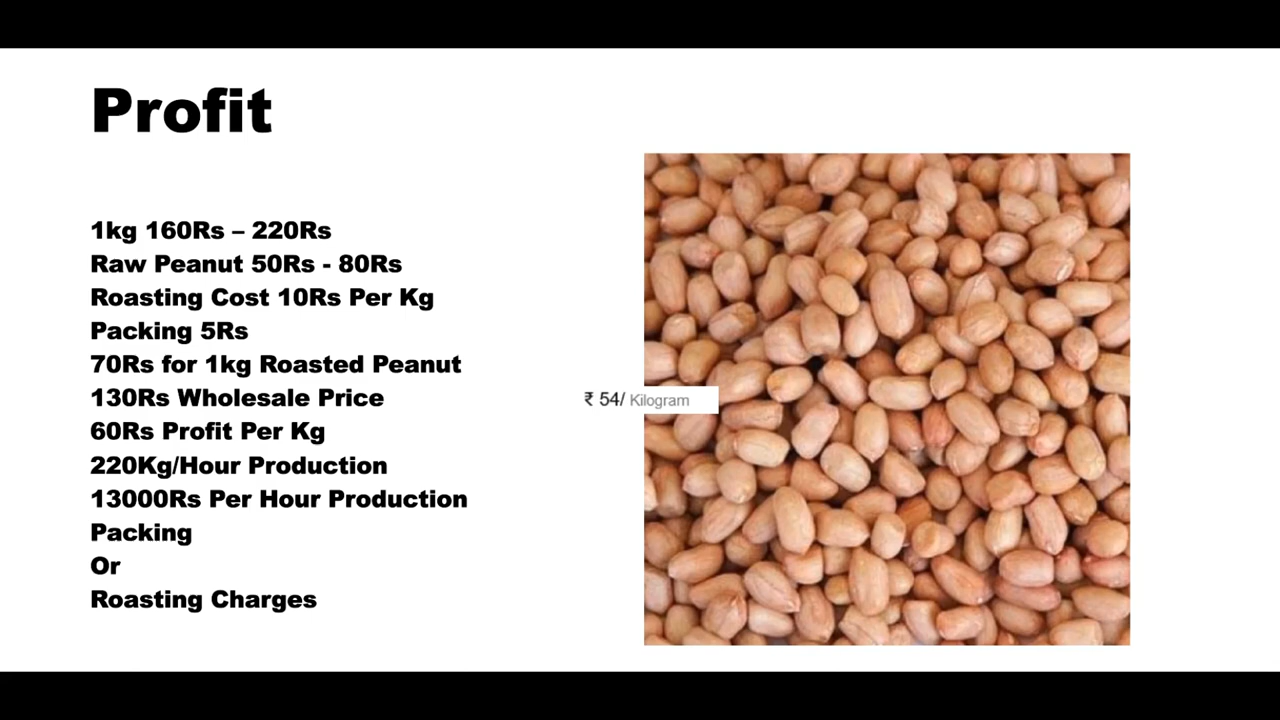 Profit
1kg 160Rs – 220Rs
Raw Peanut 50Rs - 80Rs
Roasting Cost 10Rs Per Kg
Packing 5Rs
70Rs for 1kg Roasted Peanut
130Rs Wholesale Price
60Rs Profit Per Kg
220Kg/Hour Production
13000Rs Per Hour Production
Packing
Or
Roasting Charges
₹ 54/ Kilogram